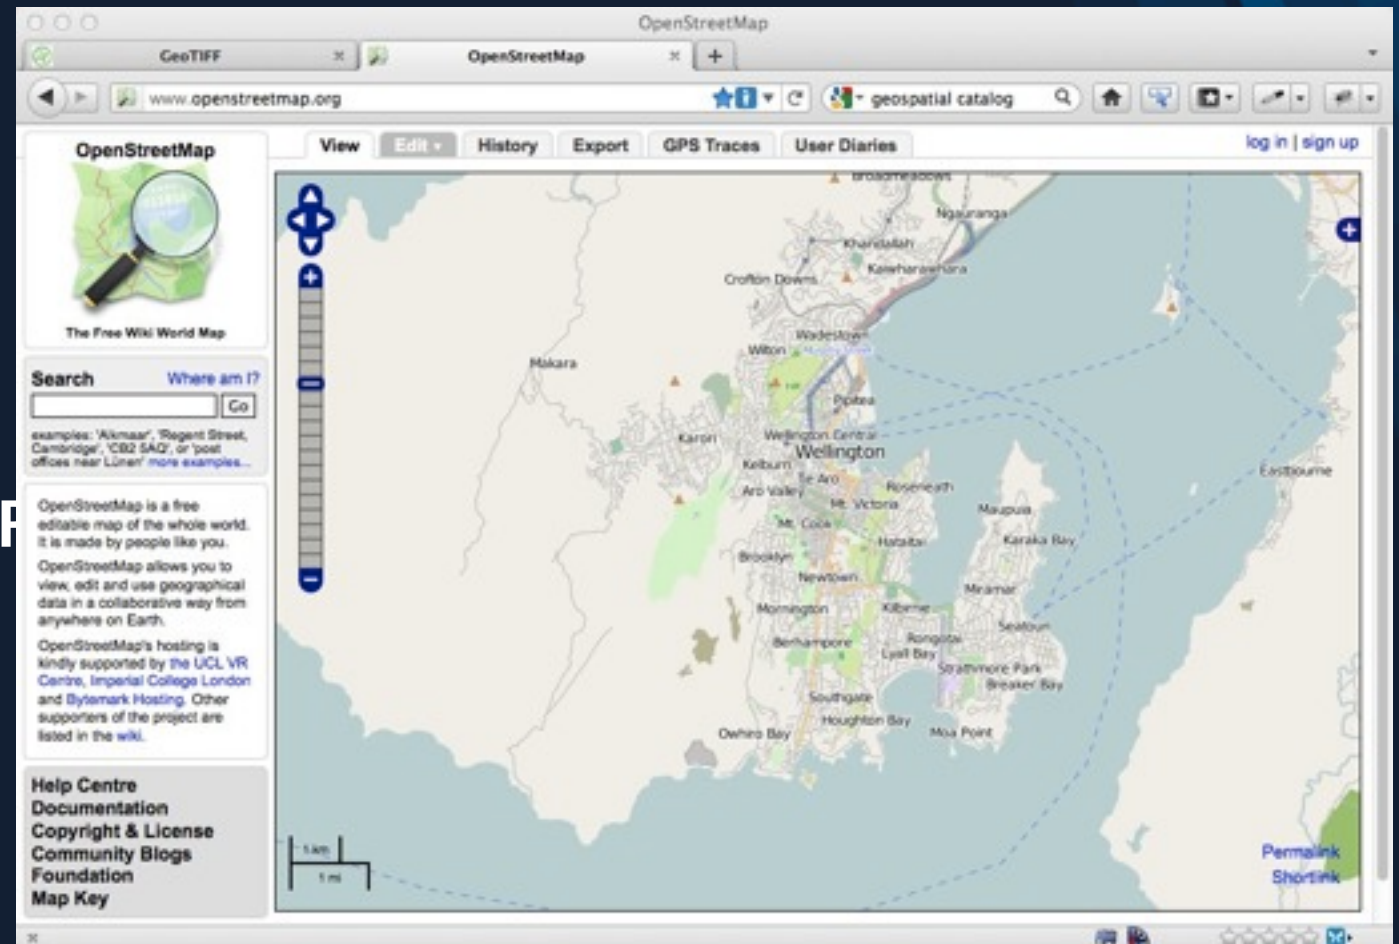 OpenStreetMap
GeoTIFF
OpenStreetMap
www.openstreetmap.org
geospatial catalog
OpenStreetMap
The Free Wiki World Map
View
Edit
History
Export
GPS Traces
User Diaries
log in | sign up
Search
Where am I?
Go
examples: 'Alkmaar', 'Regent Street,
Cambridge', 'CB2 5AQ', or 'post
offices near Lünen' more examples...
F
OpenStreetMap is a free
editable map of the whole world.
It is made by people like you.
OpenStreetMap allows you to
view, edit and use geographical
data in a collaborative way from
anywhere on Earth.
OpenStreetMap's hosting is
kindly supported by the UCL VR
Centre, Imperial College London
and Bytemark Hosting. Other
supporters of the project are
listed in the wiki.
Help Centre
Documentation
Copyright & License
Community Blogs
Foundation
Map Key
Broadmeadows
Ngauranga
Khandallah
Kaiwharawhara
Crofton Downs
Wadestown
Wilton
Makara
Pipitea
Karori
Wellington Central
Wellington
Kelburn
Te Aro
Aro Valley
Roseneath
Mt. Victoria
Mt. Cook
Maupuia
Hataitai
Karaka Bay
Brooklyn
Newtown
Miramar
Mornington
Kilbirnie
Seatoun
Berhampore
Rongotai
Lyall Bay
Strathmore Park
Breaker Bay
Southgate
Houghton Bay
Owhiro Bay
Moa Point
Eastbourne
1 km
1 mi
Permalink
Shortlink